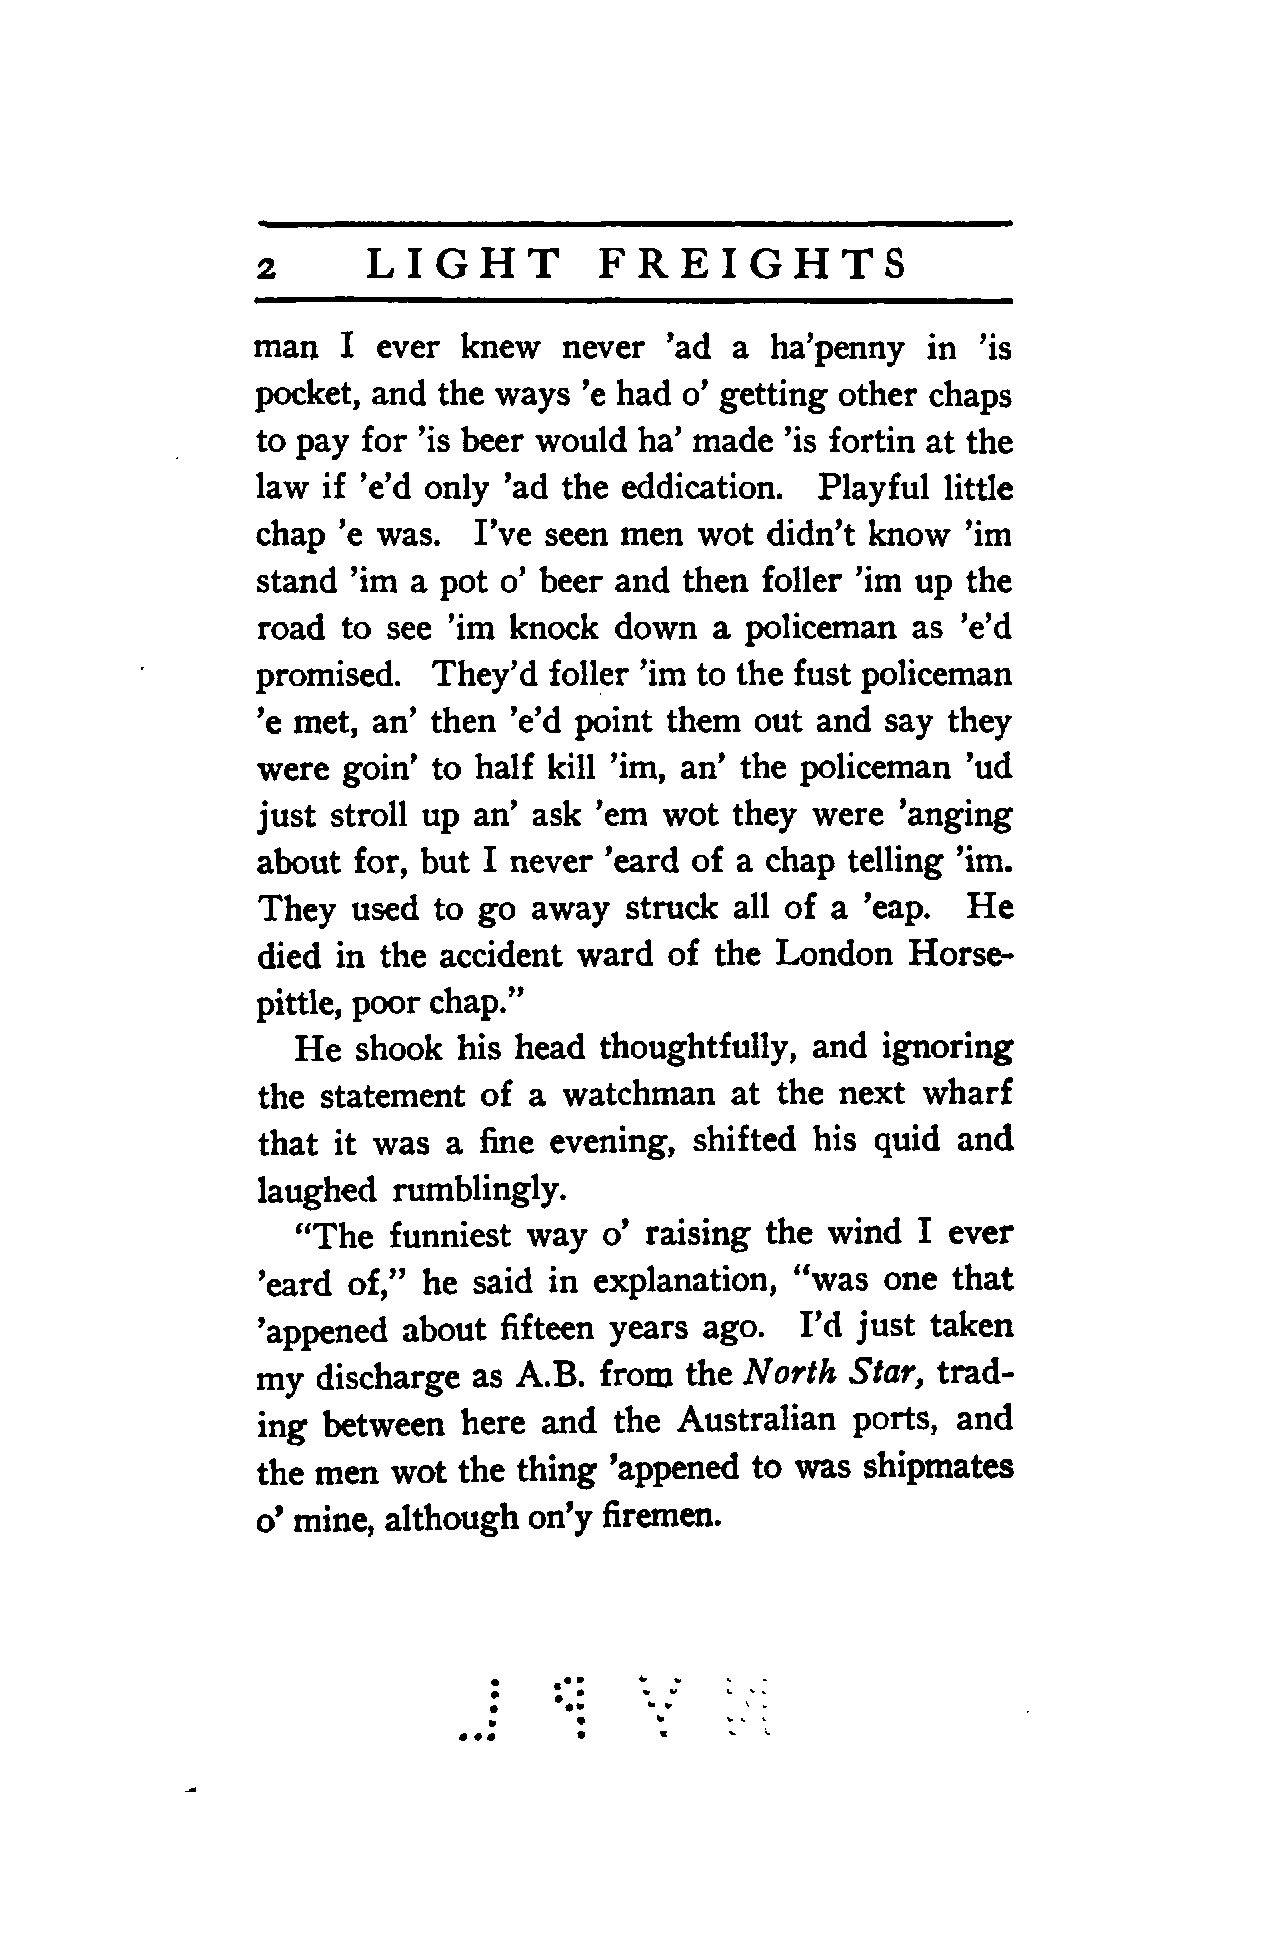 2 LIGHT FREIGHTS
man I ever knew never 'ad a ha'penny in 'is
pocket, and the ways 'e had o' getting other chaps
to pay for 'is beer would ha' made 'is fortin at the
law if 'e'd only 'ad the eddication. Playful little
chap 'e was. I've seen men wot didn't know 'im
stand 'im a pot o' beer and then foller 'im up the
road to see 'im knock down a policeman as 'e'd
promised. They'd foller 'im to the fust policeman
'e met, an' then 'e'd point them out and say they
were goin' to half kill 'im, an' the policeman 'ud
just stroll up an' ask 'em wot they were 'anging
about for, but I never 'eard of a chap telling 'im.
They used to go away struck all of a 'eap. He
died in the accident ward of the London Horse-
pittle, poor chap."
He shook his head thoughtfully, and ignoring
the statement of a watchman at the next wharf
that it was a fine evening, shifted his quid and
laughed rumblingly.
"The funniest way o' raising the wind I ever
'eard of," he said in explanation, "was one that
'appened about fifteen years ago. I'd just taken
my discharge as A.B. from the North Star, trad-
ing between here and the Australian ports, and
the men wot the thing 'appened to was shipmates
o' mine, although on'y firemen.